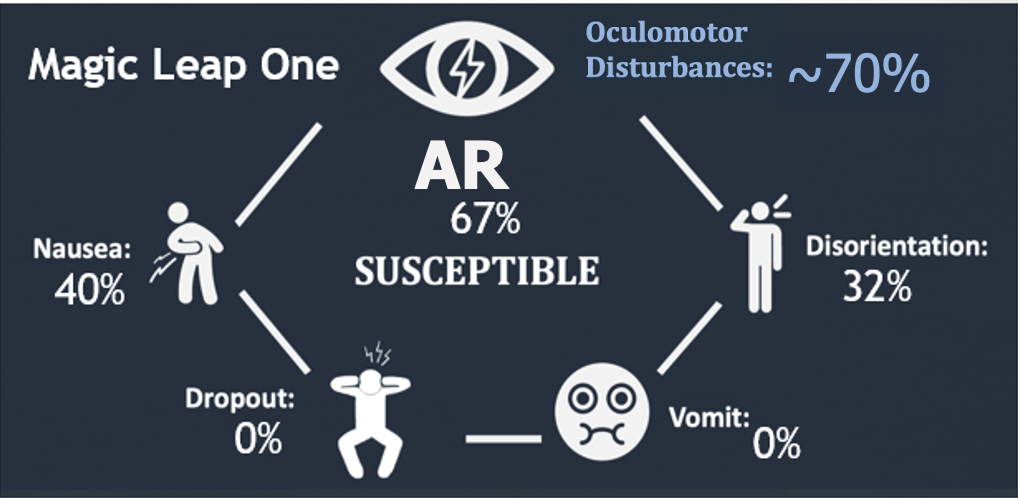 Magic Leap One
Oculomotor
Disturbances: ~70%
AR
67%
SUSCEPTIBLE
Nausea:
40%
Disorientation:
32%
Dropout:
0%
Vomit:
0%